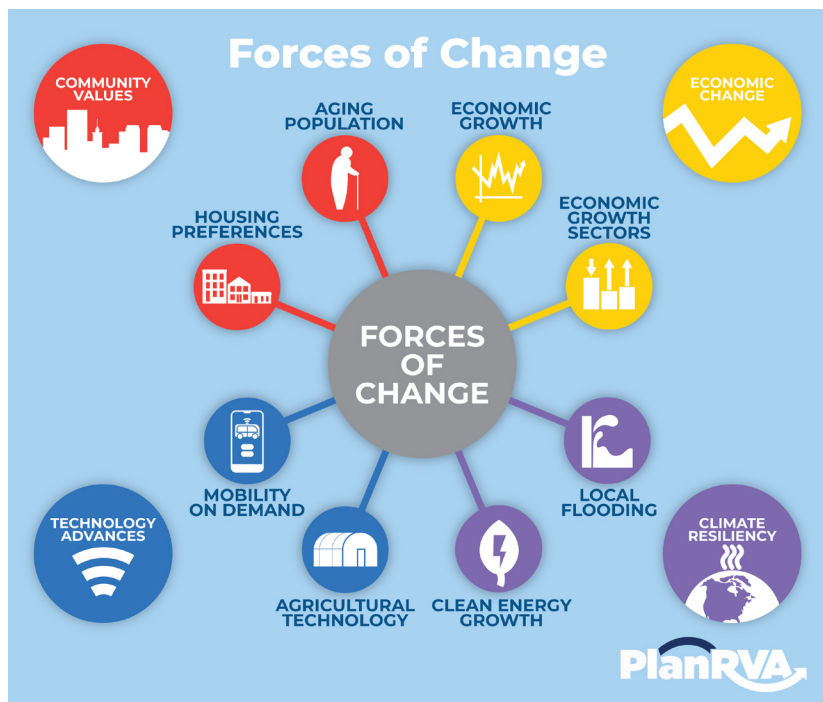 Forces of Change
COMMUNITY
VALUES
ECONOMIC
CHANGE
AGING
POPULATION
ECONOMIC
GROWTH
HOUSING
PREFERENCES
ECONOMIC
GROWTH
SECTORS
FORCES
OF
CHANGE
MOBILITY
ON DEMAND
LOCAL
FLOODING
TECHNOLOGY
ADVANCES
CLIMATE
RESILIENCY
AGRICULTURAL
TECHNOLOGY
CLEAN ENERGY
GROWTH
PlanRVA